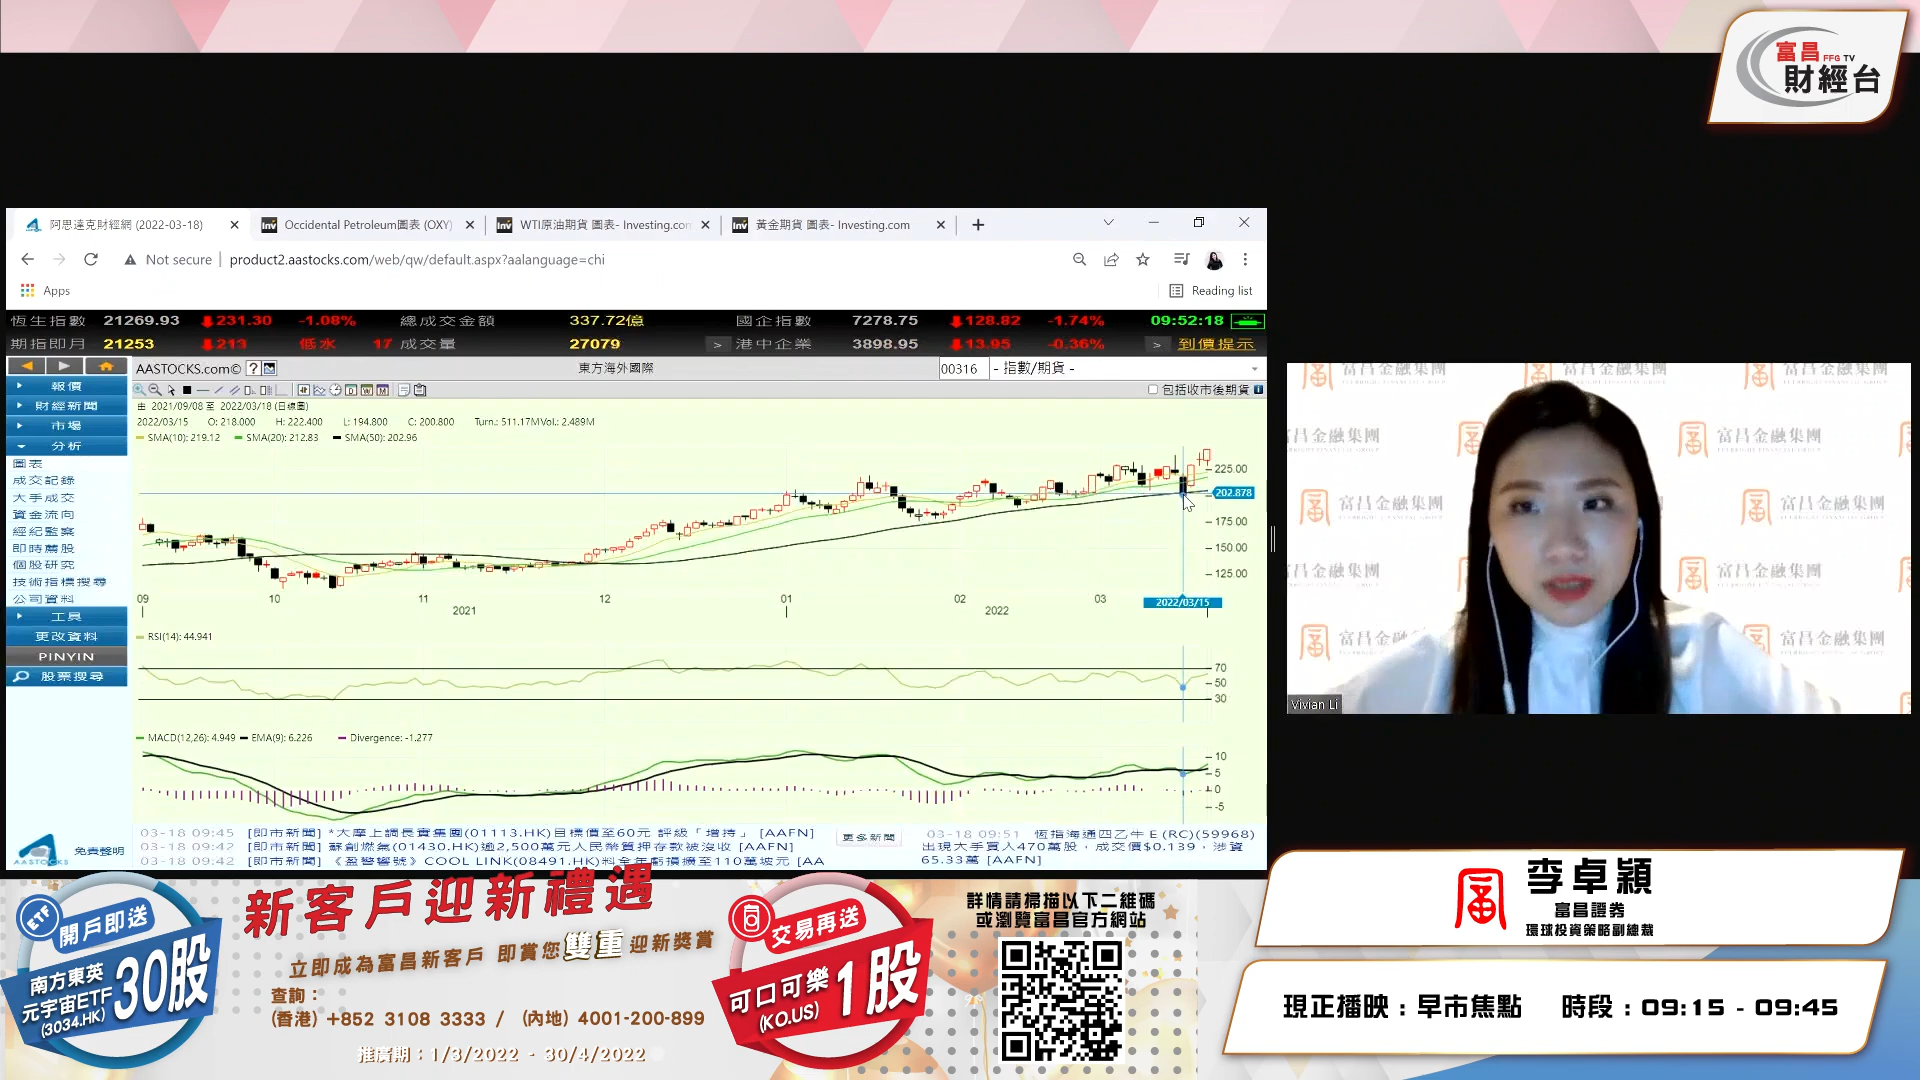 富昌 FFG TV
財經台
阿思達克財經網 (2022-03-18)
Occidental Petroleum圖表 (OXY)
WTI原油期貨 圖表- Investing.com
黃金期貨 圖表- Investing.com
Not secure
product2.aastocks.com/web/qw/default.aspx?aalanguage=chi
Apps
Reading list
恆生指數 21269.93 231.30 -1.08% 總成交金額 337.72億 國企指數 7278.75 128.82 -1.74% 09:52:18
期指即月 21253 213 低水 17 成交量 27079 > 港中企業 3898.95 13.95 -0.36% > 到價提示
AASTOCKS.com© ? 東方海外國際 00316 - 指數/期貨 -
包括收市後期貨
報價
財經新聞
市場
分析
圖表
成交記錄
大手成交
資金流向
經紀監察
即時薦股
個股研究
技術指標搜尋
公司資料
工具
更改資料
PINYIN
股票搜尋
免責聲明
由 2021/09/08 至 2022/03/18 (日線圖)
2022/03/15 O: 218.000 H: 222.400 L: 194.800 C: 200.800 Turn.: 511.17M Vol.: 2.489M
SMA(10): 219.12 SMA(20): 212.83 SMA(50): 202.96
225.00
202.878
175.00
150.00
125.00
09 10 11 12 01 02 03 2022/03/15
2021 2022
RSI(14): 44.941
70
50
30
MACD(12,26): 4.949 EMA(9): 6.226 Divergence: -1.277
10
5
0
-5
03-18 09:45 [即市新聞] *大摩上調長實集團(01113.HK)目標價至60元 評級「增持」 [AAFN]
03-18 09:42 [即市新聞] 蘇創燃氣(01430.HK)逾2,500萬元人民幣質押存款被沒收 [AAFN]
03-18 09:42 [即市新聞] 《盈警響號》COOL LINK(08491.HK)料全年虧損擴至110萬坡元 [AA
更多新聞
03-18 09:51 恆指海通四乙牛E(RC)(59968)
出現大手買入470萬股，成交價$0.139，涉資
65.33萬 [AAFN]
富昌金融集團
Vivian Li
ETF
開戶即送
南方東英
元宇宙ETF
(3034.HK)
30股
新客戶迎新禮遇
立即成為富昌新客戶 即賞您雙重迎新獎賞
查詢：
(香港) +852 3108 3333 / (內地) 4001-200-899
推廣期：1/3/2022 - 30/4/2022
交易再送
可口可樂
(KO.US)
1股
詳情請掃描以下二維碼
或瀏覽富昌官方網站
李卓穎
富昌證券
環球投資策略副總裁
現正播映：早市焦點 時段：09:15 - 09:45